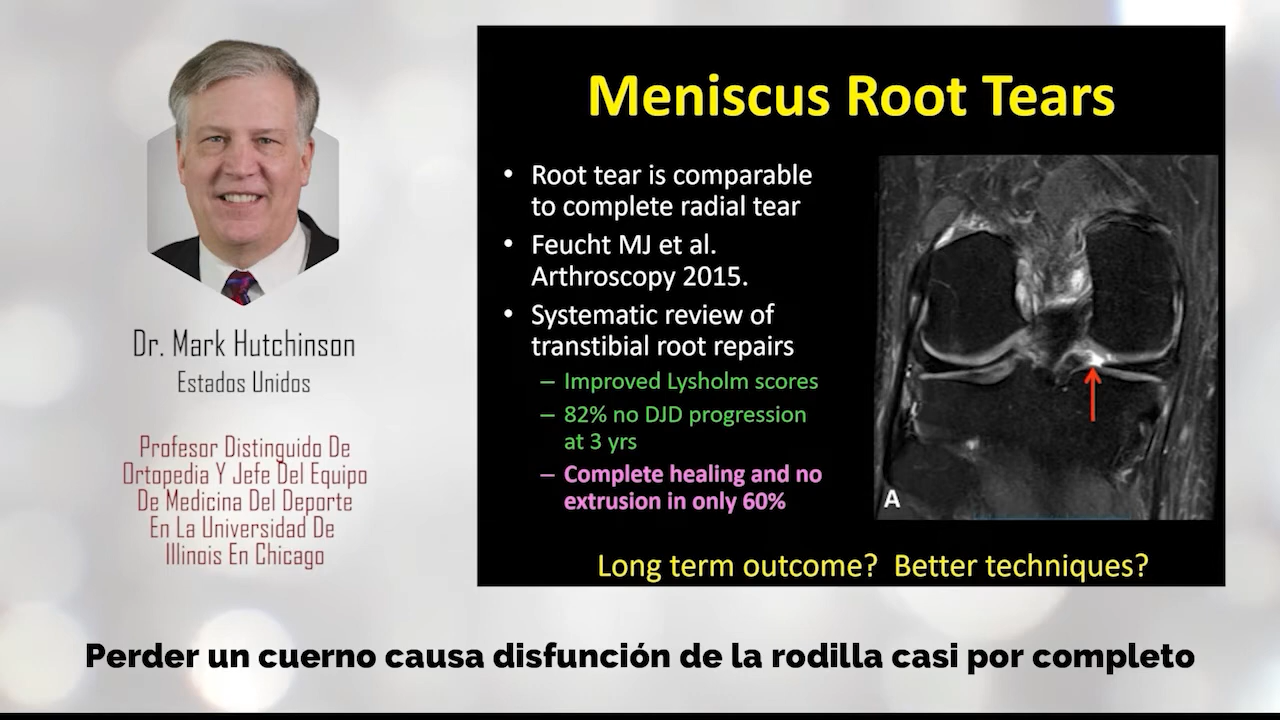 Dr. Mark Hutchinson
Estados Unidos
Profesor Distinguido De
Ortopedia Y Jefe Del Equipo
De Medicina Del Deporte
En La Universidad De
Illinois En Chicago
Meniscus Root Tears
• Root tear is comparable
to complete radial tear
• Feucht MJ et al.
Arthroscopy 2015.
• Systematic review of
transtibial root repairs
– Improved Lysholm scores
– 82% no DJD progression
at 3 yrs
– Complete healing and no
extrusion in only 60%
A
Long term outcome? Better techniques?
Perder un cuerno causa disfunción de la rodilla casi por completo